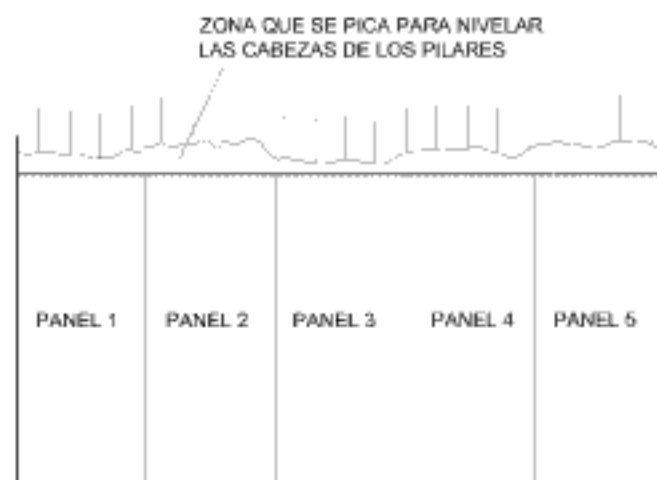 ZONA QUE SE PICA PARA NIVELAR
LAS CABEZAS DE LOS PILARES
PANEL 1 PANEL 2 PANEL 3 PANEL 4 PANEL 5